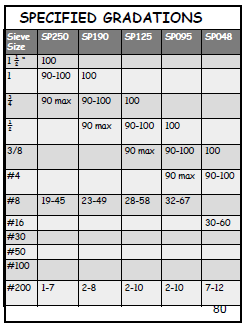 SPECIFIED GRADATIONS
Sieve Size SP250 SP190 SP125 SP095 SP048
1 1/2 " 100
1 90-100 100
3/4 90 max 90-100 100
1/2 90 max 90-100 100
3/8 90 max 90-100 100
#4 90 max 90-100
#8 19-45 23-49 28-58 32-67
#16 30-60
#30
#50
#100
#200 1-7 2-8 2-10 2-10 7-12
80